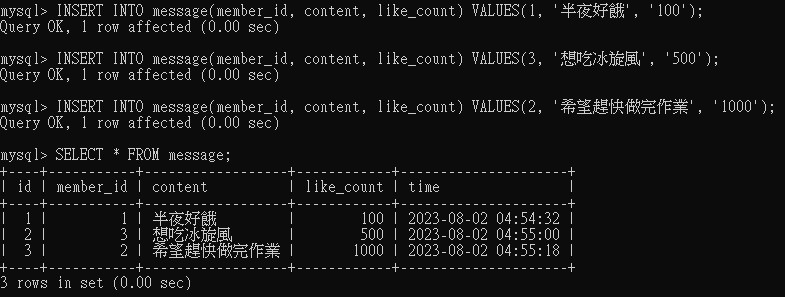 mysql> INSERT INTO message(member_id, content, like_count) VALUES(1, '半夜好餓', '100');
Query OK, 1 row affected (0.00 sec)
mysql> INSERT INTO message(member_id, content, like_count) VALUES(3, '想吃冰旋風', '500');
Query OK, 1 row affected (0.00 sec)
mysql> INSERT INTO message(member_id, content, like_count) VALUES(2, '希望趕快做完作業', '1000');
Query OK, 1 row affected (0.00 sec)
mysql> SELECT * FROM message;
+----+-----------+------------------+------------+---------------------+
| id | member_id | content | like_count | time |
+----+-----------+------------------+------------+---------------------+
| 1 | 1 | 半夜好餓 | 100 | 2023-08-02 04:54:32 |
| 2 | 3 | 想吃冰旋風 | 500 | 2023-08-02 04:55:00 |
| 3 | 2 | 希望趕快做完作業 | 1000 | 2023-08-02 04:55:18 |
+----+-----------+------------------+------------+---------------------+
3 rows in set (0.00 sec)